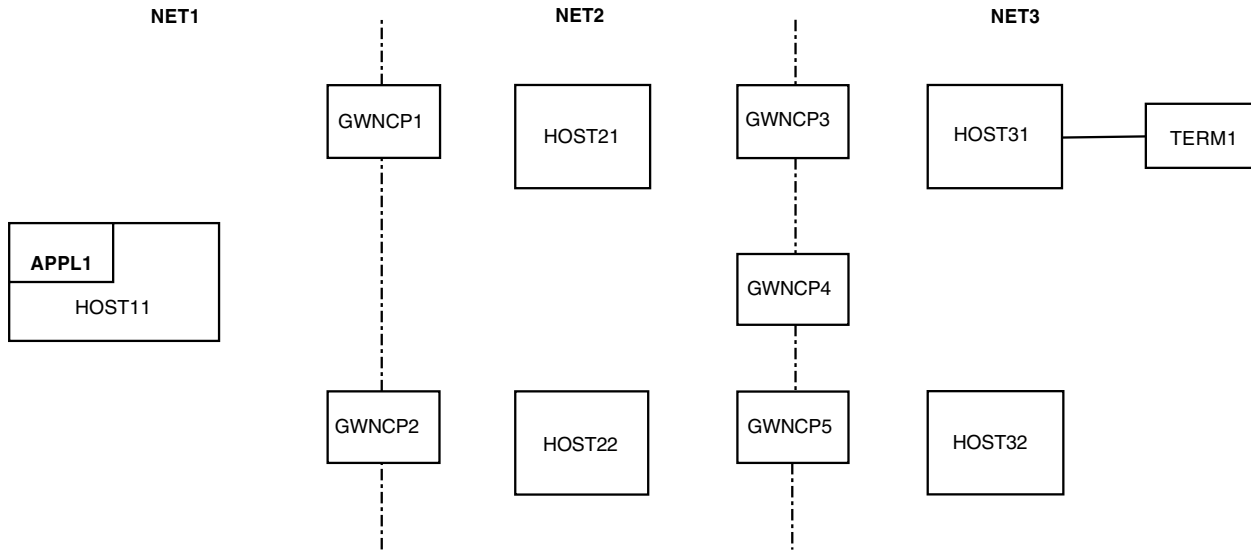 NET1
NET2
NET3
GWNCP1
HOST21
GWNCP3
HOST31
TERM1
APPL1
HOST11
GWNCP4
GWNCP2
HOST22
GWNCP5
HOST32